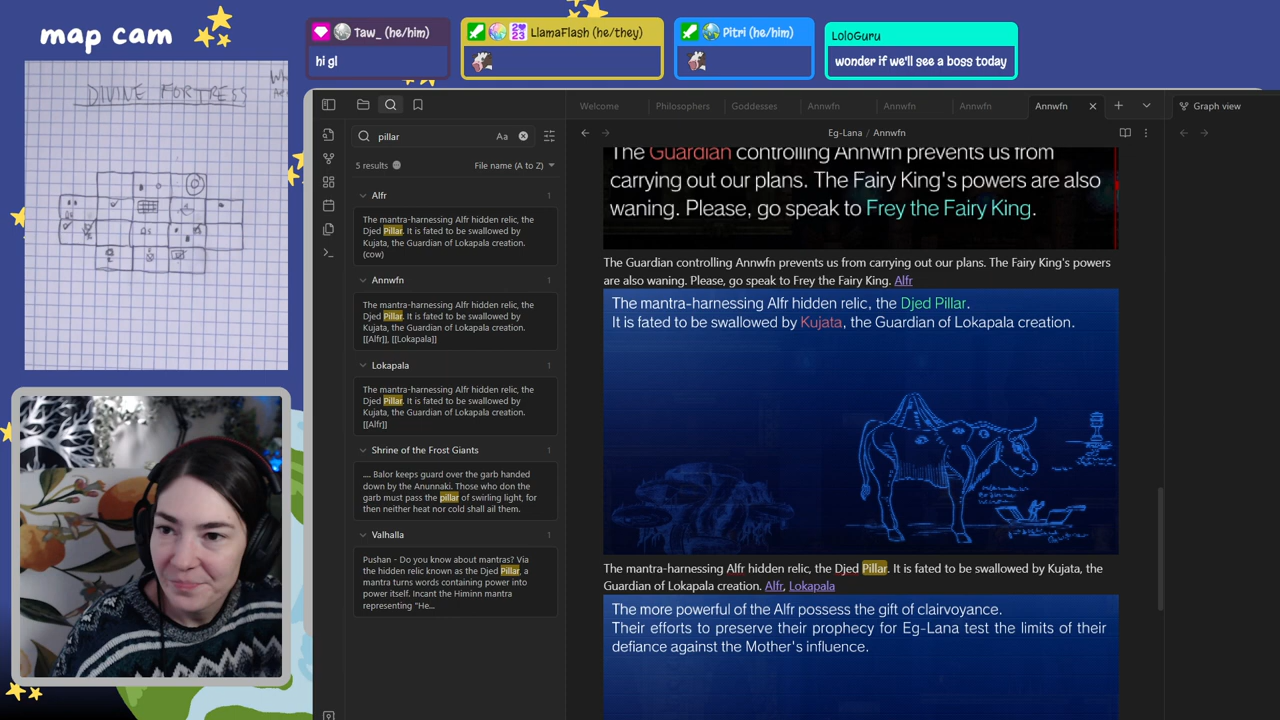 map cam
DIVINE FORTRESS
Taw_ (he/him)
hi gl
LlamaFlash (he/they)
Pitri (he/him)
LoloGuru
wonder if we'll see a boss today
Welcome
Philosophers
Goddesses
Annwfn
Annwfn
Annwfn
Annwfn
Graph view
pillar
Aa
5 results
File name (A to Z)
Alfr
1
The mantra-harnessing Alfr hidden relic, the
Djed Pillar. It is fated to be swallowed by
Kujata, the Guardian of Lokapala creation.
(cow)
Annwfn
1
The mantra-harnessing Alfr hidden relic, the
Djed Pillar. It is fated to be swallowed by
Kujata, the Guardian of Lokapala creation.
[[Alfr]], [[Lokapala]]
Lokapala
1
The mantra-harnessing Alfr hidden relic, the
Djed Pillar. It is fated to be swallowed by
Kujata, the Guardian of Lokapala creation.
[[Alfr]]
Shrine of the Frost Giants
1
.... Balor keeps guard over the garb handed
down by the Anunnaki. Those who don the
garb must pass the pillar of swirling light, for
then neither heat nor cold shall ail them.
Valhalla
1
Pushan - Do you know about mantras? Via
the hidden relic known as the Djed Pillar, a
mantra turns words containing power into
power itself. Incant the Himinn mantra
representing "He...
Eg-Lana / Annwfn
The Guardian controlling Annwfn prevents us from
carrying out our plans. The Fairy King's powers are also
waning. Please, go speak to Frey the Fairy King.
The Guardian controlling Annwfn prevents us from carrying out our plans. The Fairy King's powers
are also waning. Please, go speak to Frey the Fairy King. Alfr
The mantra-harnessing Alfr hidden relic, the Djed Pillar.
It is fated to be swallowed by Kujata, the Guardian of Lokapala creation.
The mantra-harnessing Alfr hidden relic, the Djed Pillar. It is fated to be swallowed by Kujata, the
Guardian of Lokapala creation. Alfr, Lokapala
The more powerful of the Alfr possess the gift of clairvoyance.
Their efforts to preserve their prophecy for Eg-Lana test the limits of their
defiance against the Mother's influence.